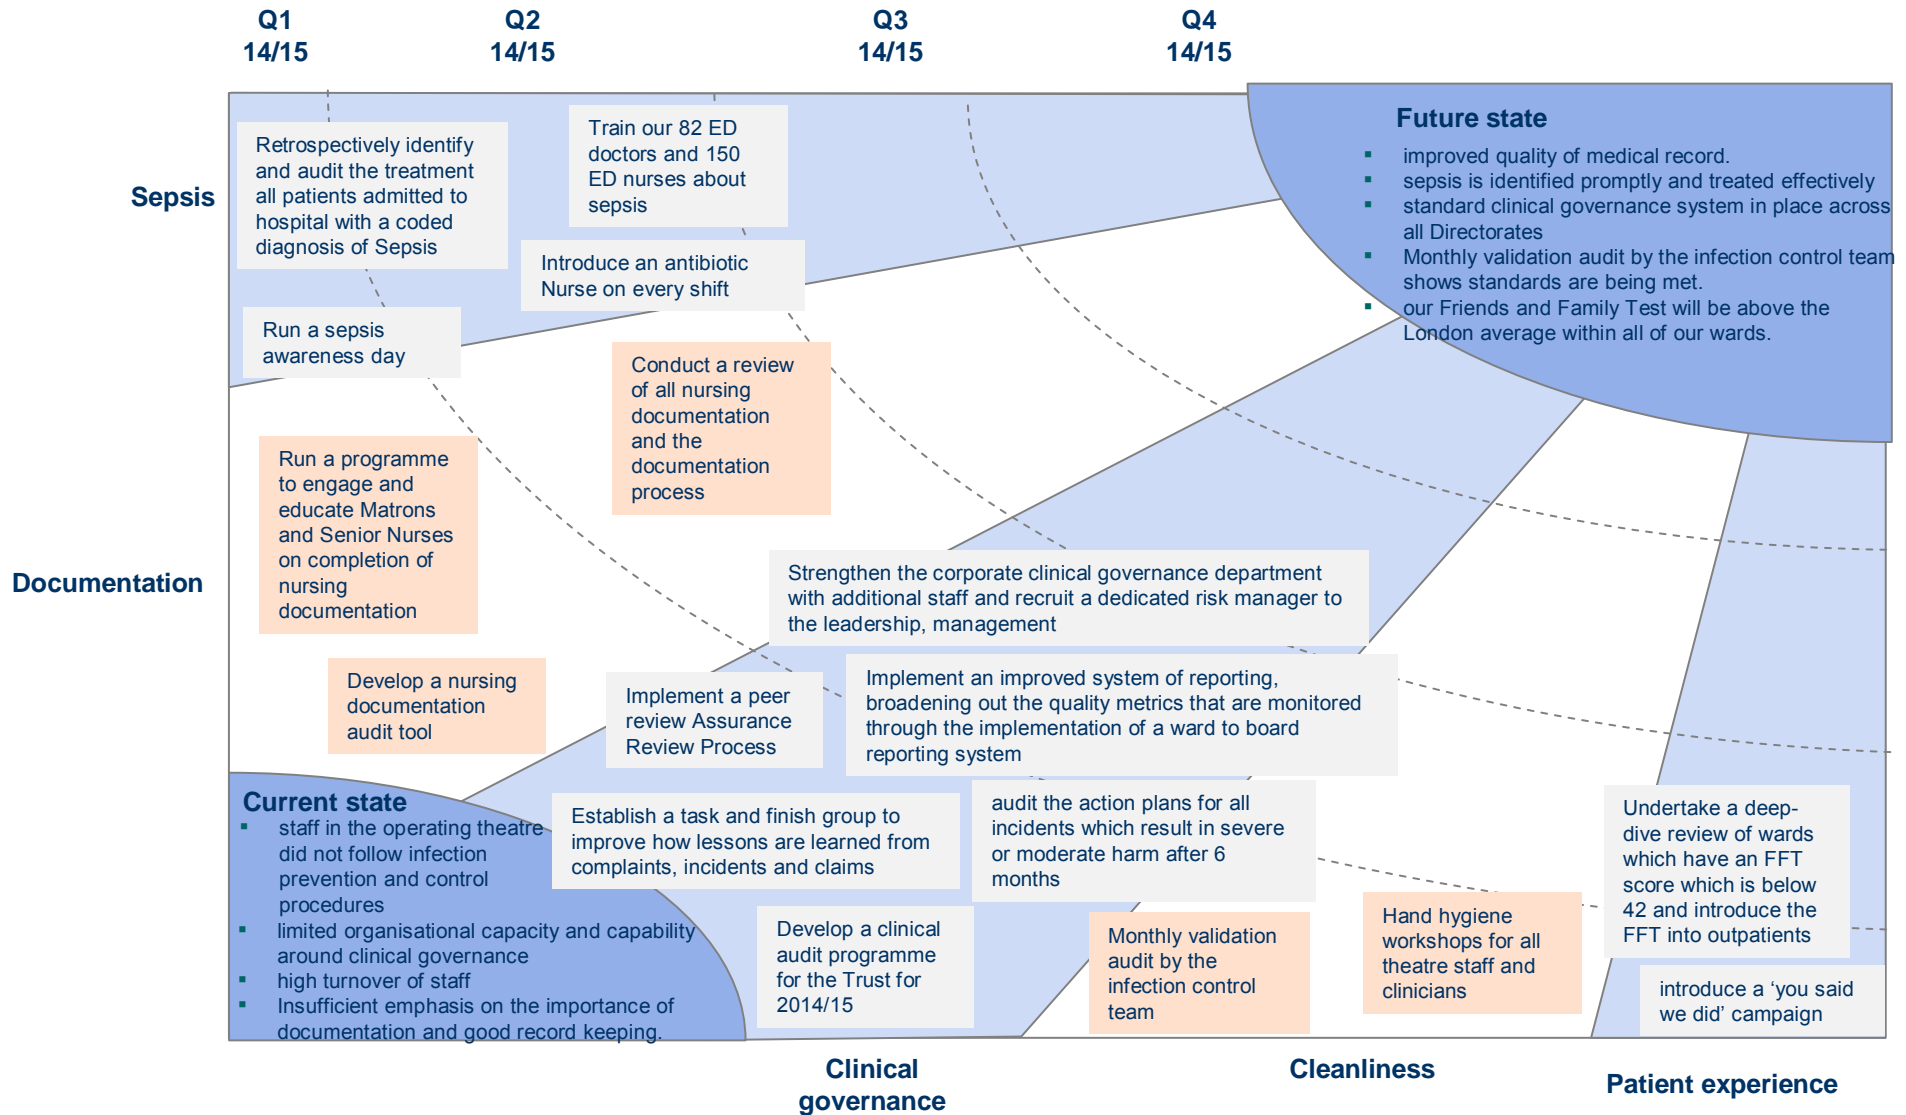 Q1
14/15
Q2
14/15
Q3
14/15
Q4
14/15
Sepsis
Retrospectively identify
and audit the treatment
all patients admitted to
hospital with a coded
diagnosis of Sepsis
Train our 82 ED
doctors and 150
ED nurses about
sepsis
Introduce an antibiotic
Nurse on every shift
Run a sepsis
awareness day
Future state
▪ improved quality of medical record.
▪ sepsis is identified promptly and treated effectively
▪ standard clinical governance system in place across
all Directorates
▪ Monthly validation audit by the infection control team
shows standards are being met.
▪ our Friends and Family Test will be above the
London average within all of our wards.
Documentation
Conduct a review
of all nursing
documentation
and the
documentation
process
Run a programme
to engage and
educate Matrons
and Senior Nurses
on completion of
nursing
documentation
Develop a nursing
documentation
audit tool
Strengthen the corporate clinical governance department
with additional staff and recruit a dedicated risk manager to
the leadership, management
Implement a peer
review Assurance
Review Process
Implement an improved system of reporting,
broadening out the quality metrics that are monitored
through the implementation of a ward to board
reporting system
Current state
▪ staff in the operating theatre
did not follow infection
prevention and control
procedures
▪ limited organisational capacity and capability
around clinical governance
▪ high turnover of staff
▪ Insufficient emphasis on the importance of
documentation and good record keeping.
Establish a task and finish group to
improve how lessons are learned from
complaints, incidents and claims
audit the action plans for all
incidents which result in severe
or moderate harm after 6
months
Develop a clinical
audit programme
for the Trust for
2014/15
Monthly validation
audit by the
infection control
team
Hand hygiene
workshops for all
theatre staff and
clinicians
Undertake a deep-
dive review of wards
which have an FFT
score which is below
42 and introduce the
FFT into outpatients
introduce a ‘you said
we did’ campaign
Clinical
governance
Cleanliness
Patient experience